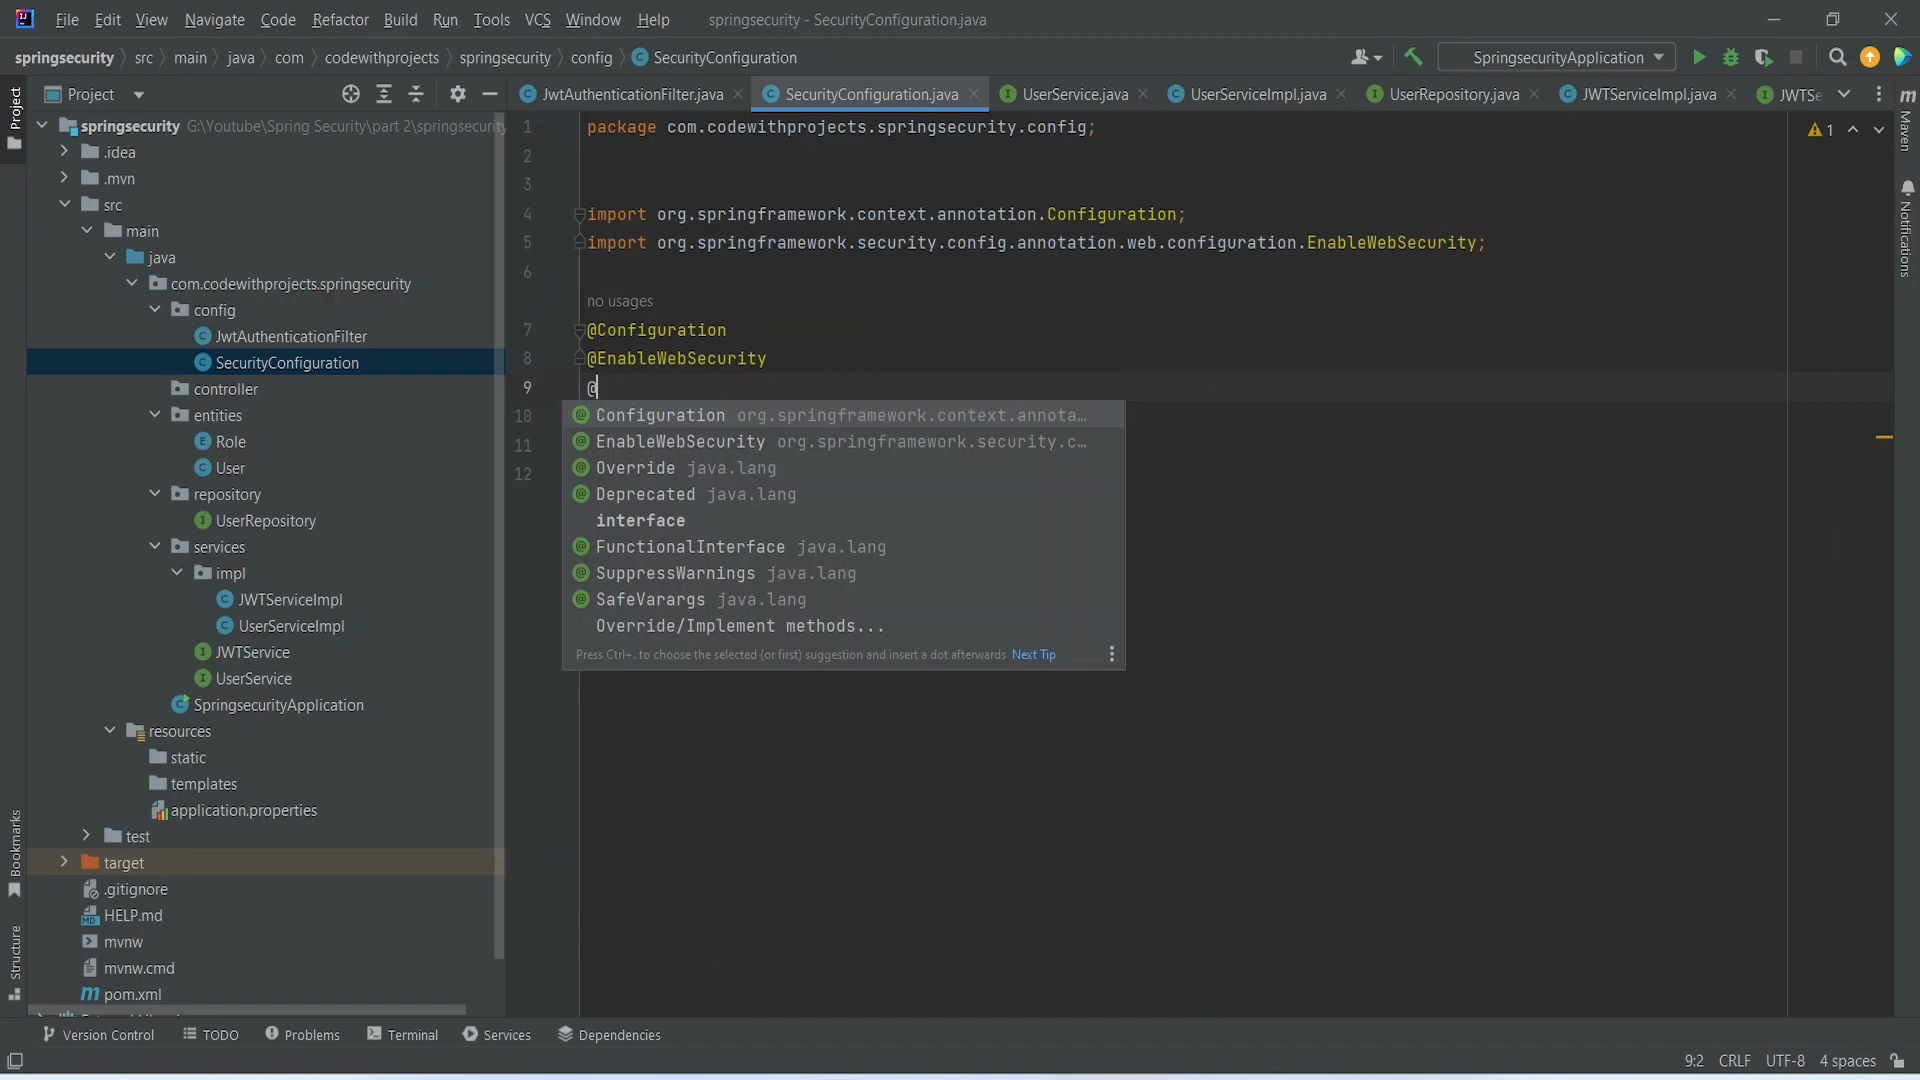 File Edit View Navigate Code Refactor Build Run Tools VCS Window Help springsecurity - SecurityConfiguration.java
springsecurity src main java com codewithprojects springsecurity config SecurityConfiguration SpringsecurityApplication
Project
JwtAuthenticationFilter.java SecurityConfiguration.java UserService.java UserServiceImpl.java UserRepository.java JWTServiceImpl.java JWTSe
Project
springsecurity G:\Youtube\Spring Security\part 2\springsecurity
.idea
.mvn
src
main
java
com.codewithprojects.springsecurity
config
JwtAuthenticationFilter
SecurityConfiguration
controller
entities
Role
User
repository
UserRepository
services
impl
JWTServiceImpl
UserServiceImpl
JWTService
UserService
SpringsecurityApplication
resources
static
templates
application.properties
test
target
.gitignore
HELP.md
mvnw
mvnw.cmd
pom.xml
Bookmarks
Structure
1 package com.codewithprojects.springsecurity.config;
2
3
4 import org.springframework.context.annotation.Configuration;
5 import org.springframework.security.config.annotation.web.configuration.EnableWebSecurity;
6
no usages
7 @Configuration
8 @EnableWebSecurity
9 @
10
11
12
Configuration org.springframework.context.annota...
EnableWebSecurity org.springframework.security.c...
Override java.lang
Deprecated java.lang
interface
FunctionalInterface java.lang
SuppressWarnings java.lang
SafeVarargs java.lang
Override/Implement methods...
Press Ctrl+. to choose the selected (or first) suggestion and insert a dot afterwards Next Tip
1
m
Maven
Notifications
Version Control TODO Problems Terminal Services Dependencies
9:2 CRLF UTF-8 4 spaces